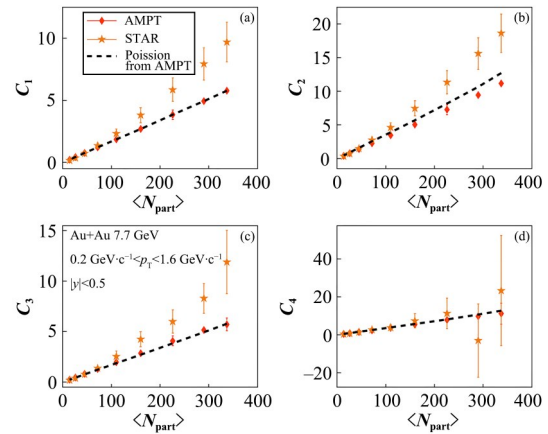 (a)
AMPT
STAR
Poission
from AMPT
C1
10
5
0
0 100 200 300 400
<Npart>
(b)
C2
20
15
10
5
0
0 100 200 300 400
<Npart>
(c)
Au+Au 7.7 GeV
0.2 GeV·c⁻¹<pT<1.6 GeV·c⁻¹
|y|<0.5
C3
15
10
5
0
0 100 200 300 400
<Npart>
(d)
C4
40
20
0
−20
0 100 200 300 400
<Npart>